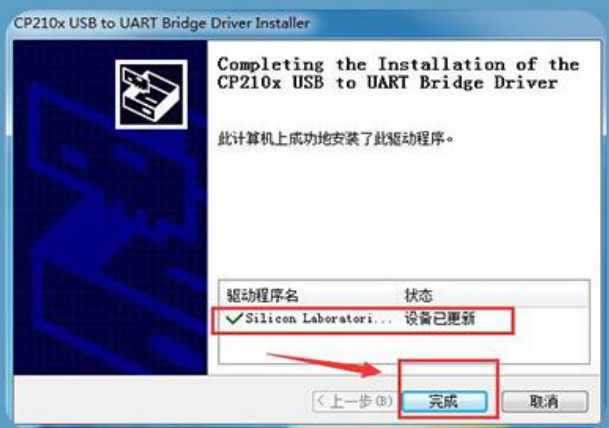 CP210x USB to UART Bridge Driver Installer
Completing the Installation of the
CP210x USB to UART Bridge Driver
此计算机上成功地安装了此驱动程序。
驱动程序名 状态
Silicon Laboratori... 设备已更新
< 上一步(B) 完成 取消